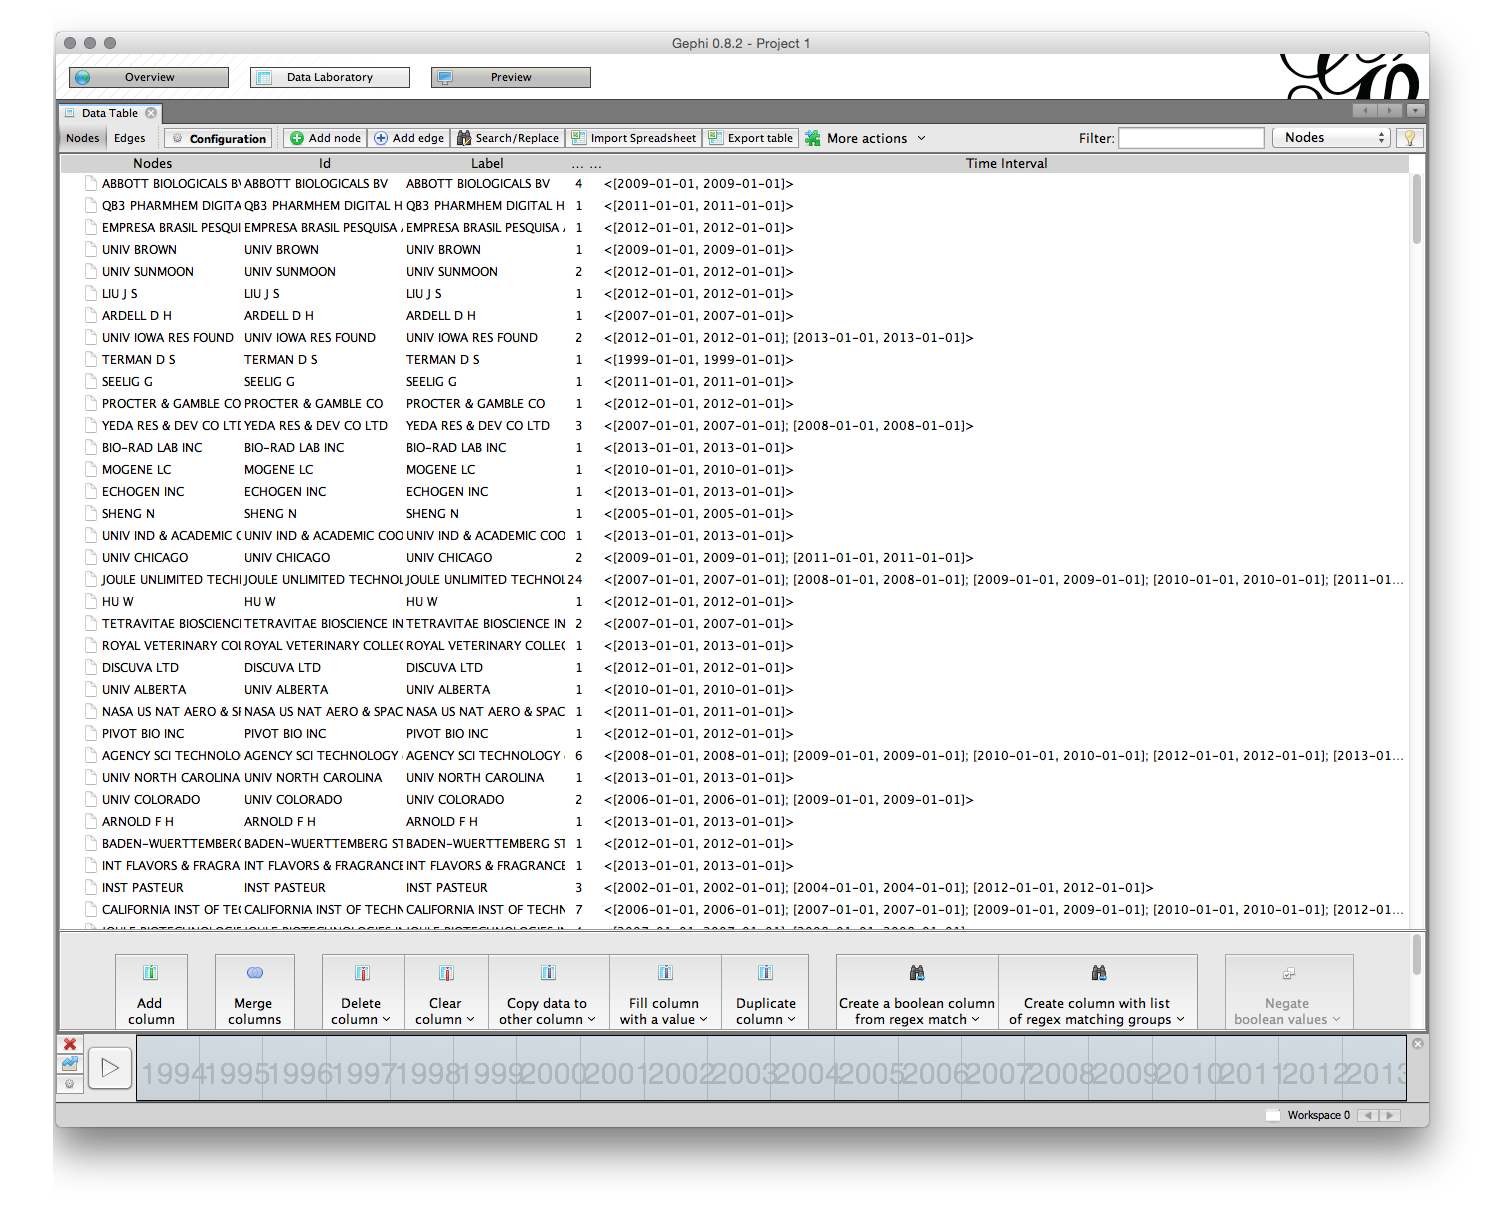 Gephi 0.8.2 - Project 1
Overview Data Laboratory Preview
Data Table
Nodes Edges Configuration Add node Add edge Search/Replace Import Spreadsheet Export table More actions Filter: Nodes
Nodes Id Label ... ... Time Interval
ABBOTT BIOLOGICALS BV ABBOTT BIOLOGICALS BV ABBOTT BIOLOGICALS BV 4 <[2009-01-01, 2009-01-01]>
QB3 PHARMHEM DIGITA QB3 PHARMHEM DIGITAL H QB3 PHARMHEM DIGITAL H 1 <[2011-01-01, 2011-01-01]>
EMPRESA BRASIL PESQUI EMPRESA BRASIL PESQUISA EMPRESA BRASIL PESQUISA 1 <[2012-01-01, 2012-01-01]>
UNIV BROWN UNIV BROWN UNIV BROWN 1 <[2009-01-01, 2009-01-01]>
UNIV SUNMOON UNIV SUNMOON UNIV SUNMOON 2 <[2012-01-01, 2012-01-01]>
LIU J S LIU J S LIU J S 1 <[2012-01-01, 2012-01-01]>
ARDELL D H ARDELL D H ARDELL D H 1 <[2007-01-01, 2007-01-01]>
UNIV IOWA RES FOUND UNIV IOWA RES FOUND UNIV IOWA RES FOUND 2 <[2012-01-01, 2012-01-01]; [2013-01-01, 2013-01-01]>
TERMAN D S TERMAN D S TERMAN D S 1 <[1999-01-01, 1999-01-01]>
SEELIG G SEELIG G SEELIG G 1 <[2011-01-01, 2011-01-01]>
PROCTER & GAMBLE CO PROCTER & GAMBLE CO PROCTER & GAMBLE CO 1 <[2012-01-01, 2012-01-01]>
YEDA RES & DEV CO LTD YEDA RES & DEV CO LTD YEDA RES & DEV CO LTD 3 <[2007-01-01, 2007-01-01]; [2008-01-01, 2008-01-01]>
BIO-RAD LAB INC BIO-RAD LAB INC BIO-RAD LAB INC 1 <[2013-01-01, 2013-01-01]>
MOGENE LC MOGENE LC MOGENE LC 1 <[2010-01-01, 2010-01-01]>
ECHOGEN INC ECHOGEN INC ECHOGEN INC 1 <[2013-01-01, 2013-01-01]>
SHENG N SHENG N SHENG N 1 <[2005-01-01, 2005-01-01]>
UNIV IND & ACADEMIC C UNIV IND & ACADEMIC COO UNIV IND & ACADEMIC COO 1 <[2013-01-01, 2013-01-01]>
UNIV CHICAGO UNIV CHICAGO UNIV CHICAGO 2 <[2009-01-01, 2009-01-01]; [2011-01-01, 2011-01-01]>
JOULE UNLIMITED TECHI JOULE UNLIMITED TECHNOL JOULE UNLIMITED TECHNOL 24 <[2007-01-01, 2007-01-01]; [2008-01-01, 2008-01-01]; [2009-01-01, 2009-01-01]; [2010-01-01, 2010-01-01]; [2011-01...
HU W HU W HU W 1 <[2012-01-01, 2012-01-01]>
TETRAVITAE BIOSCIENCI TETRAVITAE BIOSCIENCE IN TETRAVITAE BIOSCIENCE IN 2 <[2007-01-01, 2007-01-01]>
ROYAL VETERINARY COI ROYAL VETERINARY COLLEC ROYAL VETERINARY COLLEC 1 <[2013-01-01, 2013-01-01]>
DISCUVA LTD DISCUVA LTD DISCUVA LTD 1 <[2012-01-01, 2012-01-01]>
UNIV ALBERTA UNIV ALBERTA UNIV ALBERTA 1 <[2010-01-01, 2010-01-01]>
NASA US NAT AERO & SI NASA US NAT AERO & SPAC NASA US NAT AERO & SPAC 1 <[2011-01-01, 2011-01-01]>
PIVOT BIO INC PIVOT BIO INC PIVOT BIO INC 1 <[2012-01-01, 2012-01-01]>
AGENCY SCI TECHNOLO AGENCY SCI TECHNOLOGY AGENCY SCI TECHNOLOGY 6 <[2008-01-01, 2008-01-01]; [2009-01-01, 2009-01-01]; [2010-01-01, 2010-01-01]; [2012-01-01, 2012-01-01]; [2013-01...
UNIV NORTH CAROLINA UNIV NORTH CAROLINA UNIV NORTH CAROLINA 1 <[2013-01-01, 2013-01-01]>
UNIV COLORADO UNIV COLORADO UNIV COLORADO 2 <[2006-01-01, 2006-01-01]; [2009-01-01, 2009-01-01]>
ARNOLD F H ARNOLD F H ARNOLD F H 1 <[2013-01-01, 2013-01-01]>
BADEN-WUERTTEMBERG BADEN-WUERTTEMBERG ST BADEN-WUERTTEMBERG ST 1 <[2012-01-01, 2012-01-01]>
INT FLAVORS & FRAGRA INT FLAVORS & FRAGRANCE INT FLAVORS & FRAGRANCE 1 <[2013-01-01, 2013-01-01]>
INST PASTEUR INST PASTEUR INST PASTEUR 3 <[2002-01-01, 2002-01-01]; [2004-01-01, 2004-01-01]; [2012-01-01, 2012-01-01]>
CALIFORNIA INST OF TEC CALIFORNIA INST OF TECHN CALIFORNIA INST OF TECHN 7 <[2006-01-01, 2006-01-01]; [2007-01-01, 2007-01-01]; [2009-01-01, 2009-01-01]; [2010-01-01, 2010-01-01]; [2012-01...
Add column Merge columns Delete column Clear column Copy data to other column Fill column with a value Duplicate column Create a boolean column from regex match Create column with list of regex matching groups Negate boolean values
1994 1995 1996 1997 1998 1999 2000 2001 2002 2003 2004 2005 2006 2007 2008 2009 2010 2011 2012 2013
Workspace 0